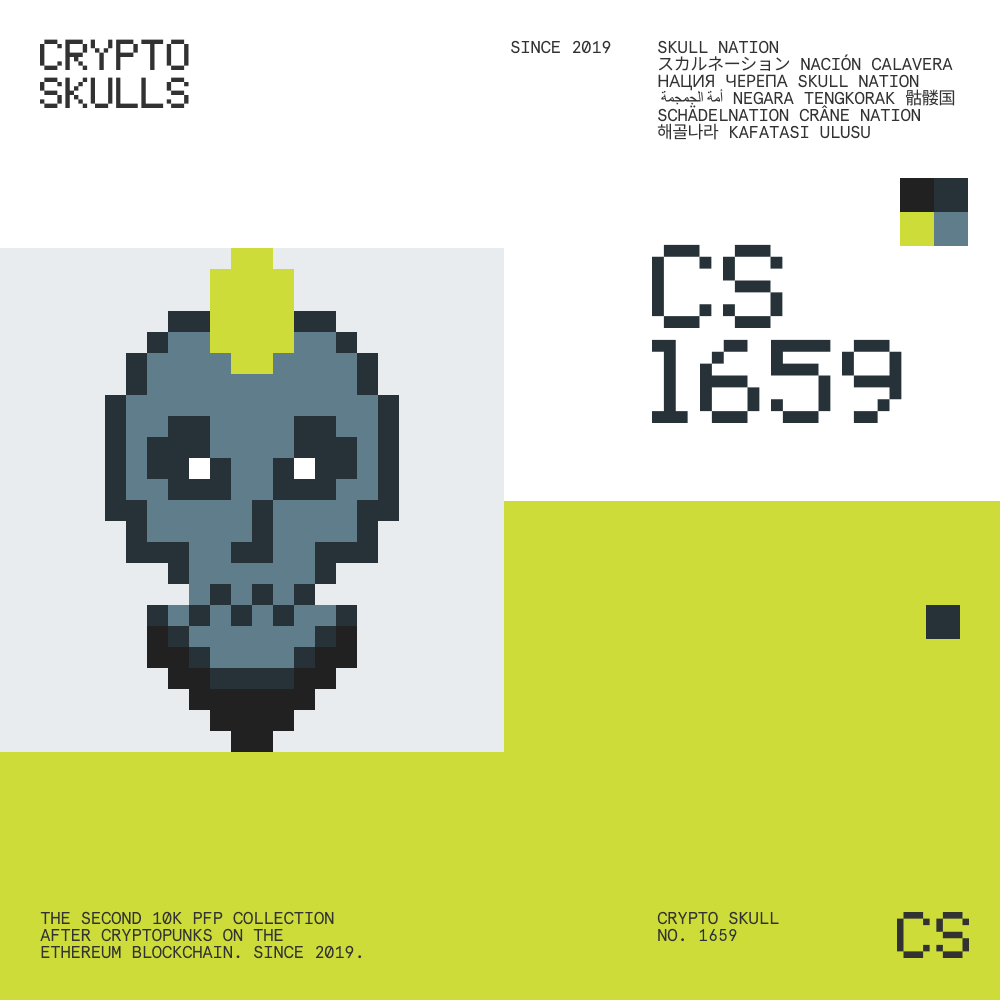 CRYPTO
SKULLS
SINCE 2019
SKULL NATION
スカルネーション NACIÓN CALAVERA
НАЦИЯ ЧЕРЕПА SKULL NATION
أمة الجمجمة NEGARA TENGKORAK 骷髅国
SCHÄDELNATION CRÂNE NATION
해골나라 KAFATASI ULUSU
CS
1659
THE SECOND 10K PFP COLLECTION
AFTER CRYPTOPUNKS ON THE
ETHEREUM BLOCKCHAIN. SINCE 2019.
CRYPTO SKULL
NO. 1659
CS